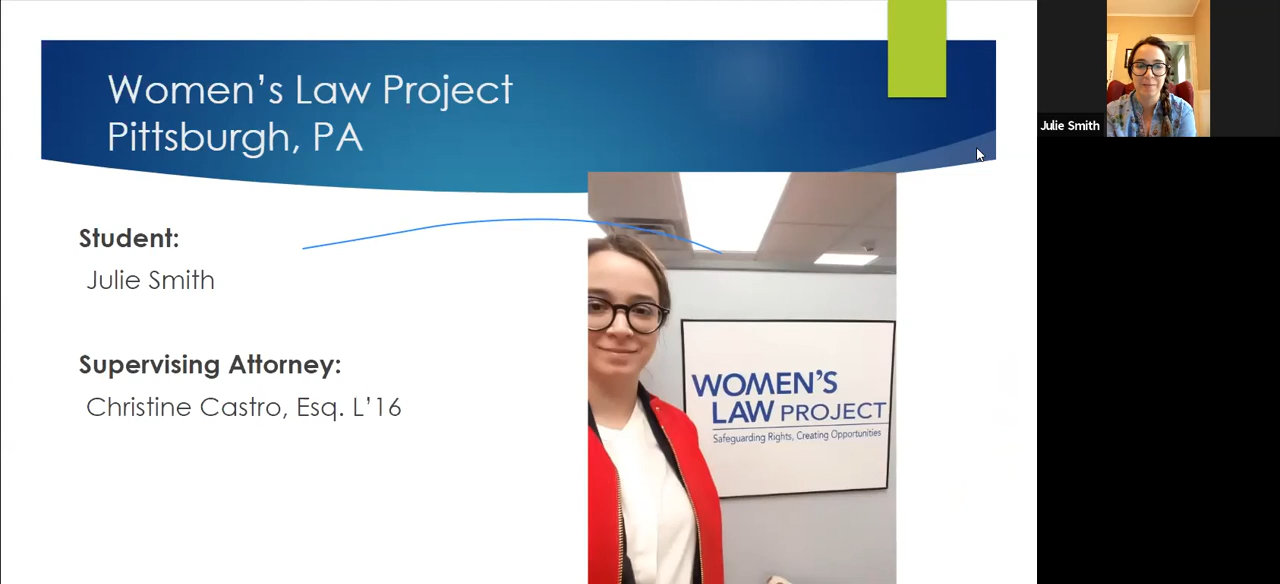 Women's Law Project
Pittsburgh, PA
Student:
Julie Smith
Supervising Attorney:
Christine Castro, Esq. L'16
WOMEN'S
LAW PROJECT
Safeguarding Rights, Creating Opportunities
Julie Smith